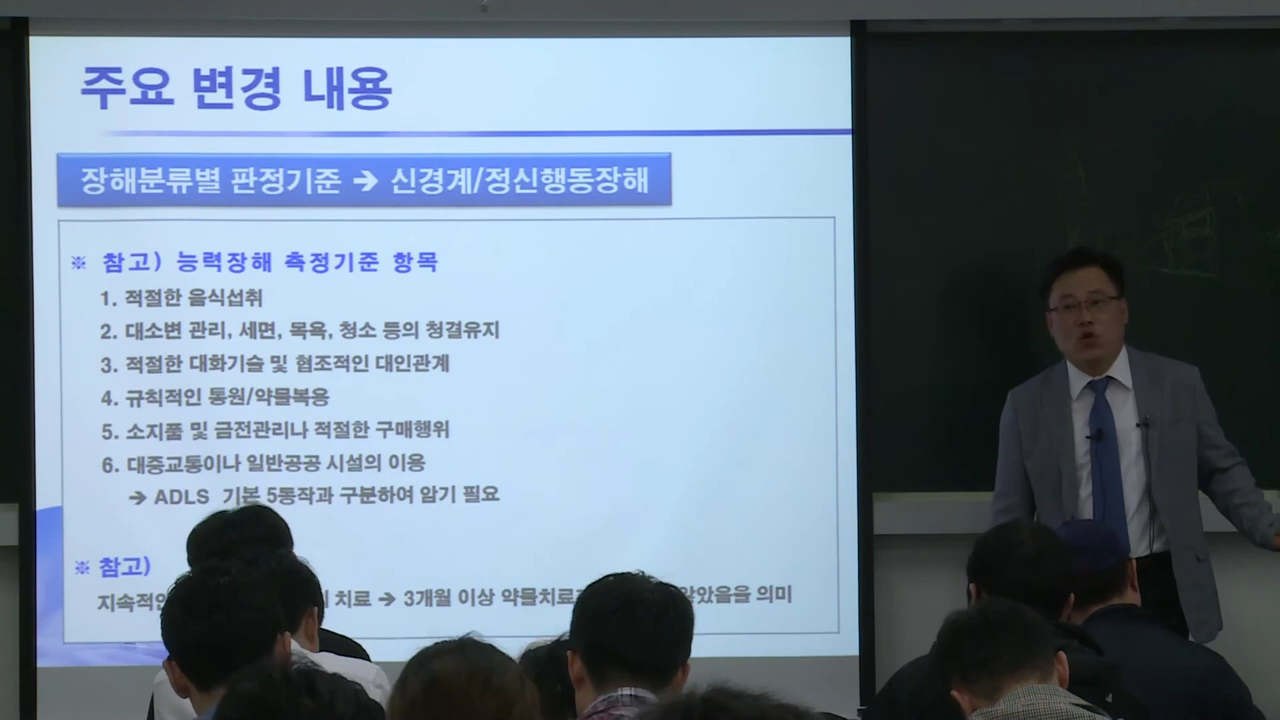 주요 변경 내용
장해분류별 판정기준 → 신경계/정신행동장해
※ 참고) 능력장해 측정기준 항목
1. 적절한 음식섭취
2. 대소변 관리, 세면, 목욕, 청소 등의 청결유지
3. 적절한 대화기술 및 협조적인 대인관계
4. 규칙적인 통원/약물복용
5. 소지품 및 금전관리나 적절한 구매행위
6. 대중교통이나 일반공공 시설의 이용
→ ADLS 기본 5동작과 구분하여 암기 필요
※ 참고)
지속적인 치료 → 3개월 이상 약물치료가 않았음을 의미